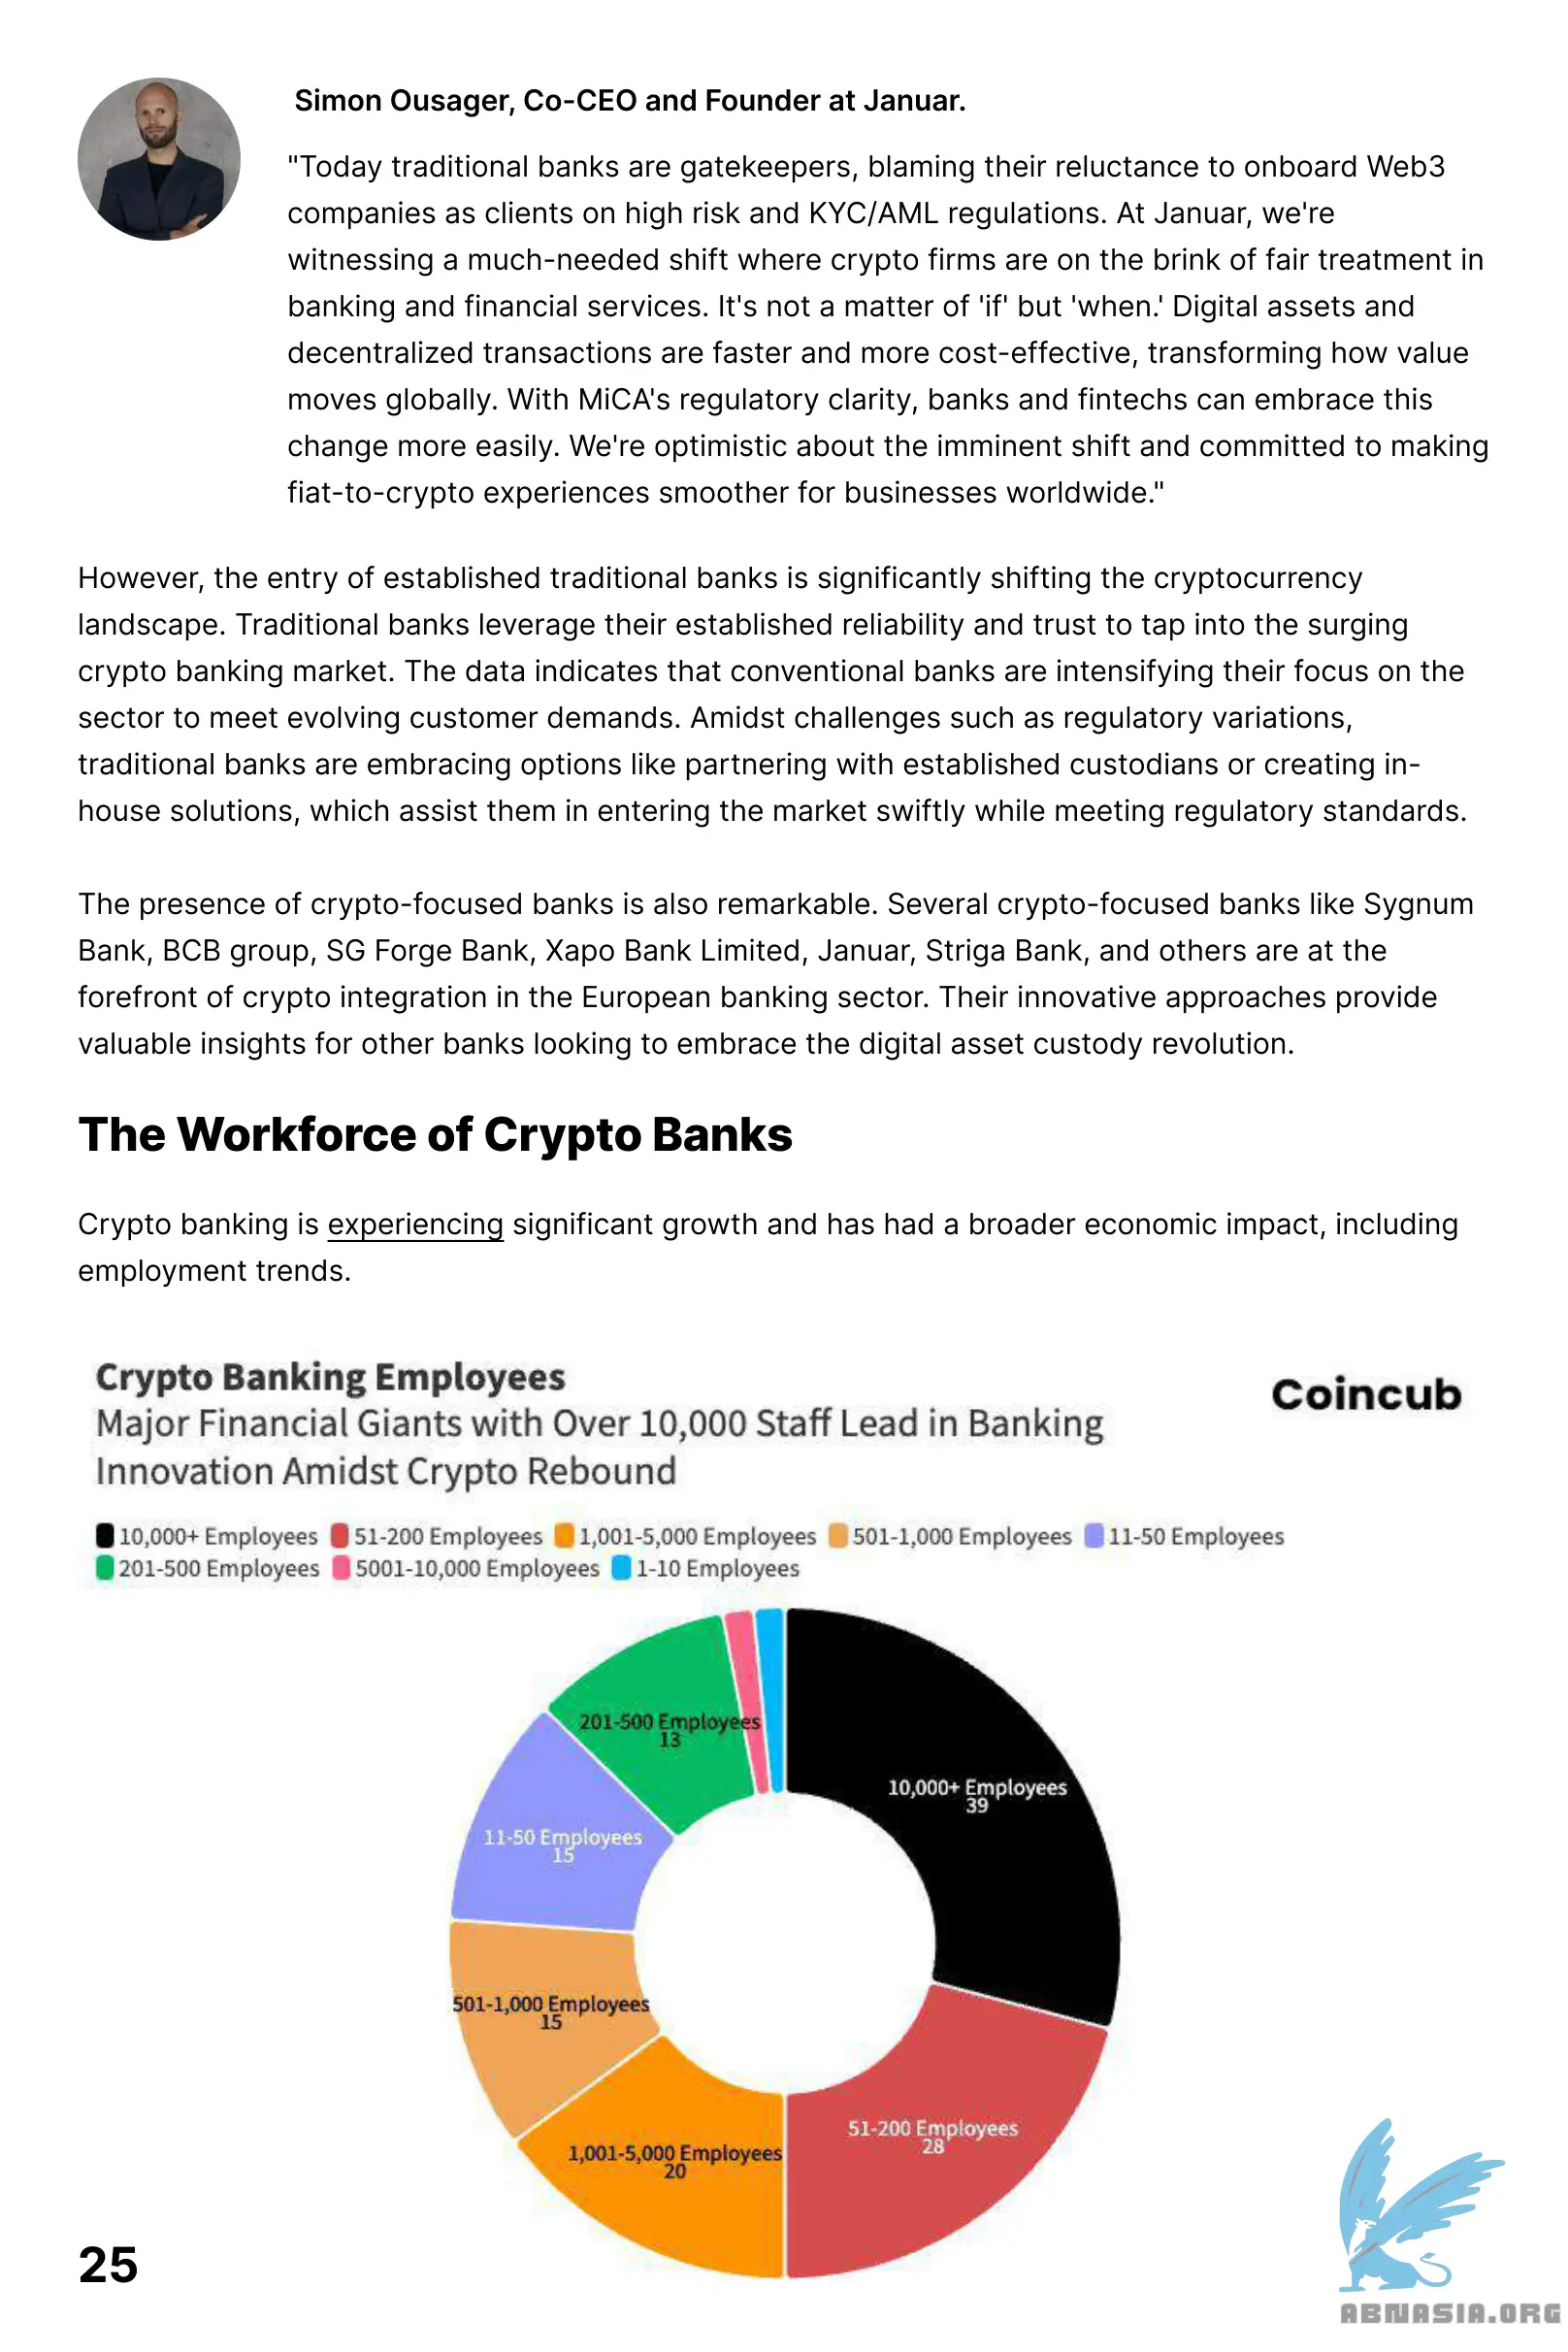 Simon Ousager, Co-CEO and Founder at Januar.
"Today traditional banks are gatekeepers, blaming their reluctance to onboard Web3
companies as clients on high risk and KYC/AML regulations. At Januar, we're
witnessing a much-needed shift where crypto firms are on the brink of fair treatment in
banking and financial services. It's not a matter of 'if' but 'when.' Digital assets and
decentralized transactions are faster and more cost-effective, transforming how value
moves globally. With MiCA's regulatory clarity, banks and fintechs can embrace this
change more easily. We're optimistic about the imminent shift and committed to making
fiat-to-crypto experiences smoother for businesses worldwide."
However, the entry of established traditional banks is significantly shifting the cryptocurrency
landscape. Traditional banks leverage their established reliability and trust to tap into the surging
crypto banking market. The data indicates that conventional banks are intensifying their focus on the
sector to meet evolving customer demands. Amidst challenges such as regulatory variations,
traditional banks are embracing options like partnering with established custodians or creating in-
house solutions, which assist them in entering the market swiftly while meeting regulatory standards.
The presence of crypto-focused banks is also remarkable. Several crypto-focused banks like Sygnum
Bank, BCB group, SG Forge Bank, Xapo Bank Limited, Januar, Striga Bank, and others are at the
forefront of crypto integration in the European banking sector. Their innovative approaches provide
valuable insights for other banks looking to embrace the digital asset custody revolution.
The Workforce of Crypto Banks
Crypto banking is experiencing significant growth and has had a broader economic impact, including
employment trends.
Crypto Banking Employees
Coincub
Major Financial Giants with Over 10,000 Staff Lead in Banking
Innovation Amidst Crypto Rebound
10,000+ Employees 51-200 Employees 1,001-5,000 Employees 501-1,000 Employees 11-50 Employees
201-500 Employees 5001-10,000 Employees 1-10 Employees
201-500 Employees
13
10,000+ Employees
39
11-50 Employees
15
501-1,000 Employees
15
51-200 Employees
28
1,001-5,000 Employees
20
25
ABNASIA.ORG